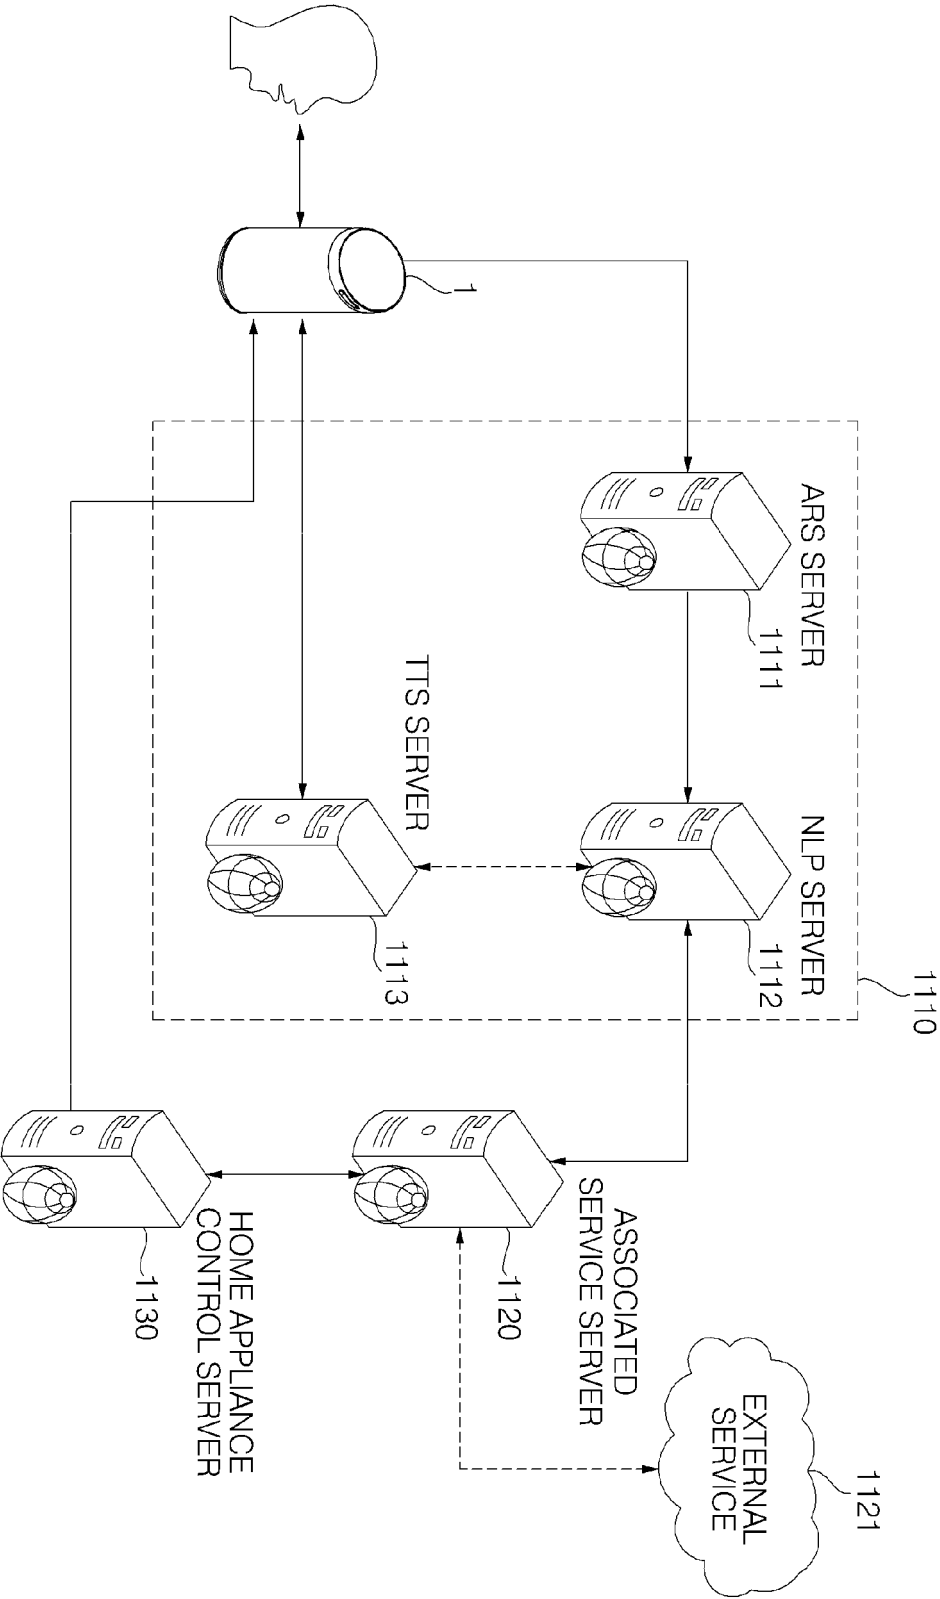 1110
ARS SERVER
1111
NLP SERVER
1112
1
TTS SERVER
1113
EXTERNAL
SERVICE
1121
ASSOCIATED
SERVICE SERVER
1120
HOME APPLIANCE
CONTROL SERVER
1130